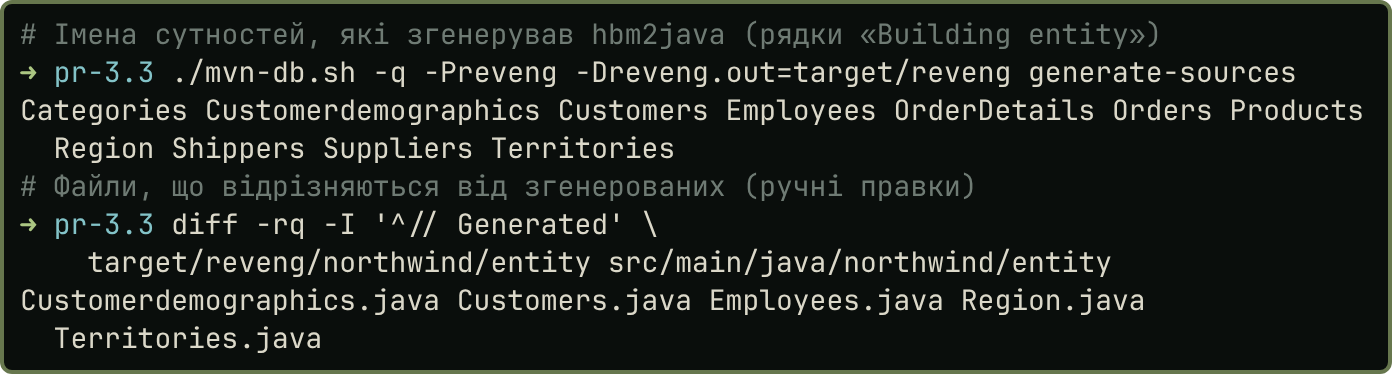 # Імена сутностей, які згенерував hbm2java (рядки «Building entity»)
→ pr-3.3 ./mvn-db.sh -q -Preveng -Dreveng.out=target/reveng generate-sources
Categories Customerdemographics Customers Employees OrderDetails Orders Products
Region Shippers Suppliers Territories
# Файли, що відрізняються від згенерованих (ручні правки)
→ pr-3.3 diff -rq -I '^// Generated' \
target/reveng/northwind/entity src/main/java/northwind/entity
Customerdemographics.java Customers.java Employees.java Region.java
Territories.java